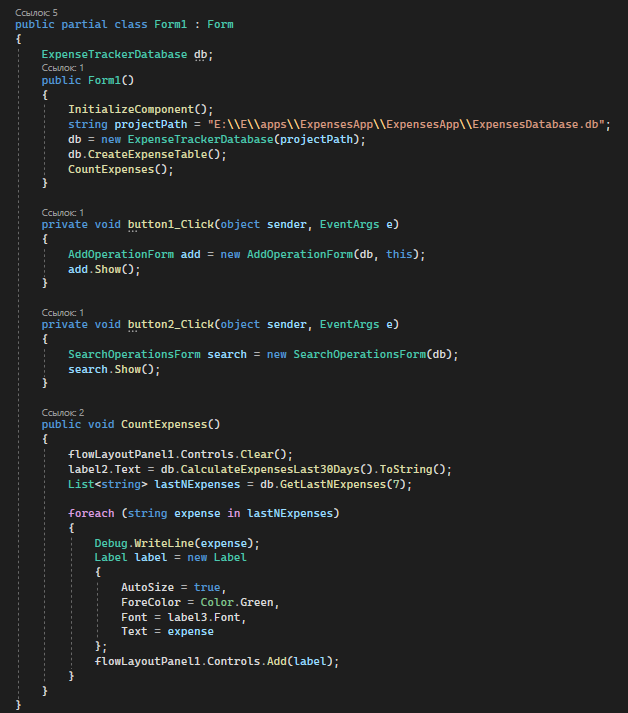 Ссылок: 5
public partial class Form1 : Form
{
ExpenseTrackerDatabase db;
Ссылок: 1
public Form1()
{
InitializeComponent();
string projectPath = "E:\\E\\apps\\ExpensesApp\\ExpensesApp\\ExpensesDatabase.db";
db = new ExpenseTrackerDatabase(projectPath);
db.CreateExpenseTable();
CountExpenses();
}
Ссылок: 1
private void button1_Click(object sender, EventArgs e)
{
AddOperationForm add = new AddOperationForm(db, this);
add.Show();
}
Ссылок: 1
private void button2_Click(object sender, EventArgs e)
{
SearchOperationsForm search = new SearchOperationsForm(db);
search.Show();
}
Ссылок: 2
public void CountExpenses()
{
flowLayoutPanel1.Controls.Clear();
label2.Text = db.CalculateExpensesLast30Days().ToString();
List<string> lastNExpenses = db.GetLastNExpenses(7);
foreach (string expense in lastNExpenses)
{
Debug.WriteLine(expense);
Label label = new Label
{
AutoSize = true,
ForeColor = Color.Green,
Font = label3.Font,
Text = expense
};
flowLayoutPanel1.Controls.Add(label);
}
}
}